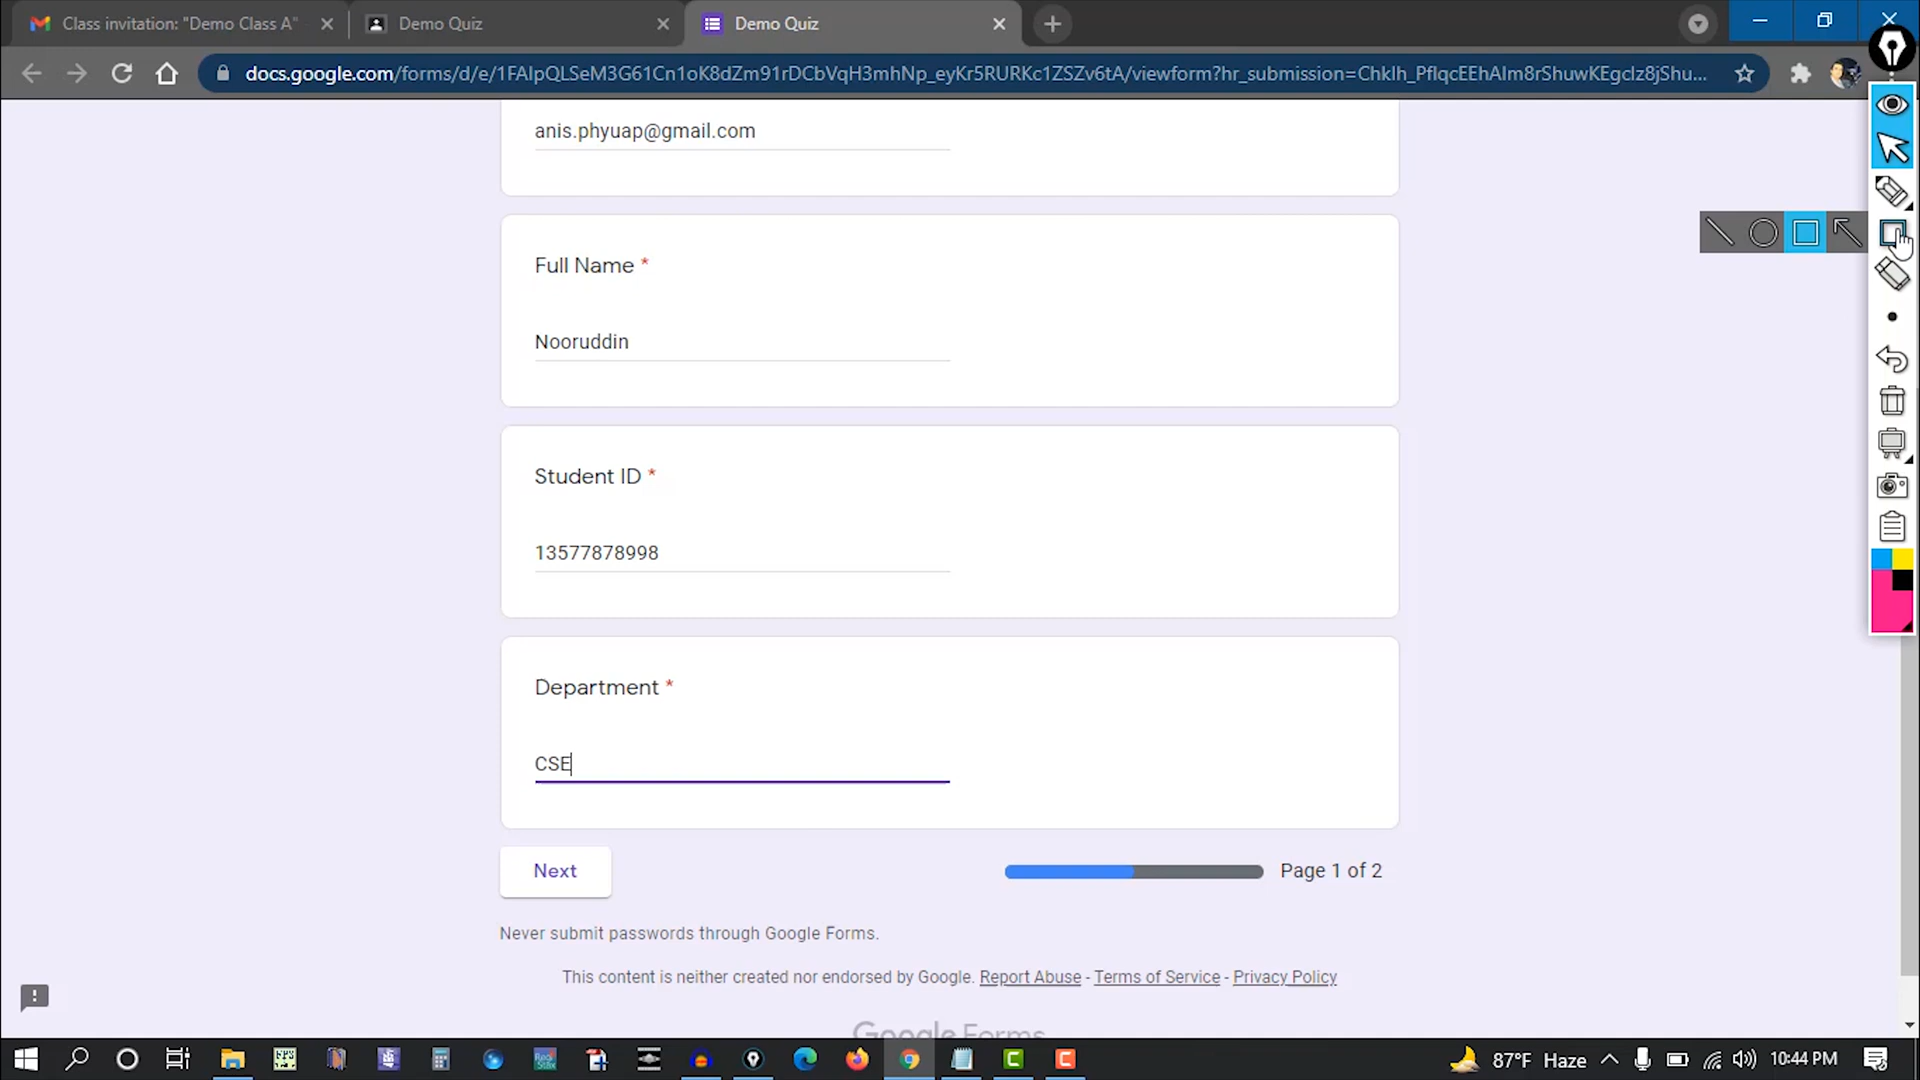 Class invitation: "Demo Class A"
Demo Quiz
Demo Quiz
docs.google.com/forms/d/e/1FAIpQLSeM3G61Cn1oK8dZm91rDCbVqH3mhNp_eyKr5RURKc1ZSZv6tA/viewform?hr_submission=ChkIh_PfIqcEEhAIm8rShuwKEgcIz8jShu...
anis.phyuap@gmail.com
Full Name *
Nooruddin
Student ID *
13577878998
Department *
CSE
Next
Page 1 of 2
Never submit passwords through Google Forms.
This content is neither created nor endorsed by Google. Report Abuse - Terms of Service - Privacy Policy
Google Forms
87°F Haze
10:44 PM